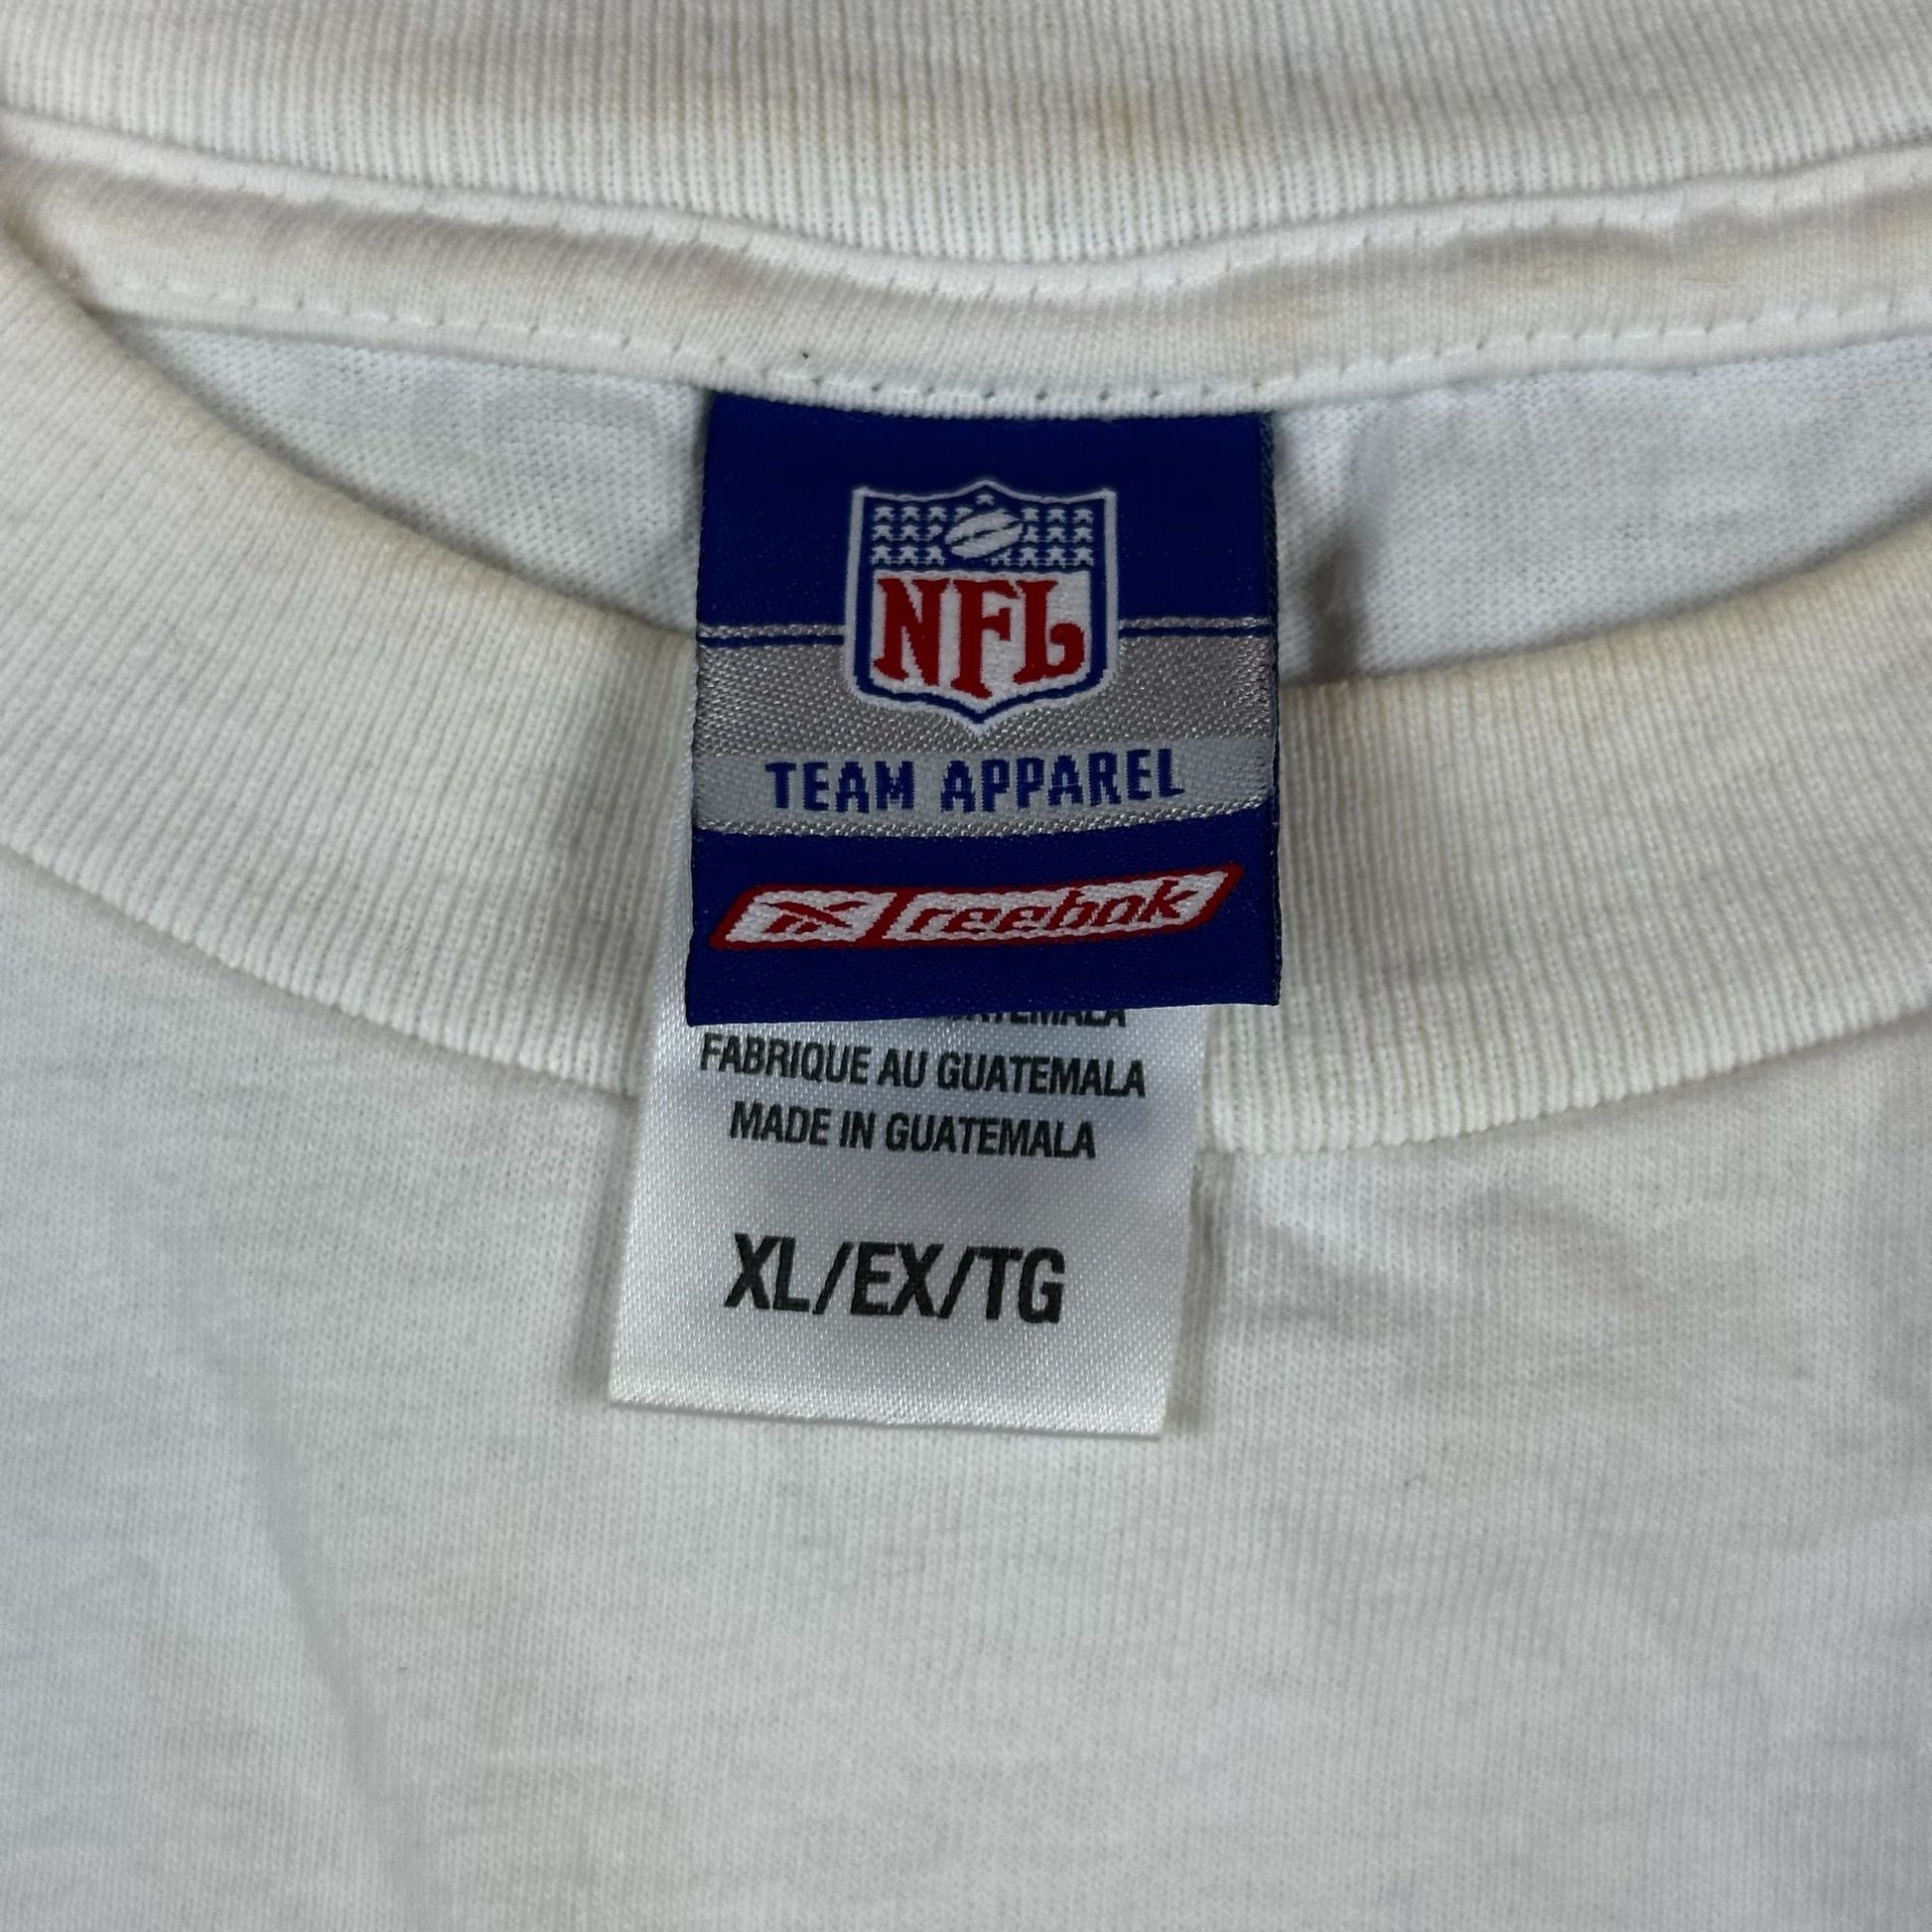 NFL
TEAM APPAREL
reebok
FABRIQUE AU GUATEMALA
MADE IN GUATEMALA
XL/EX/TG